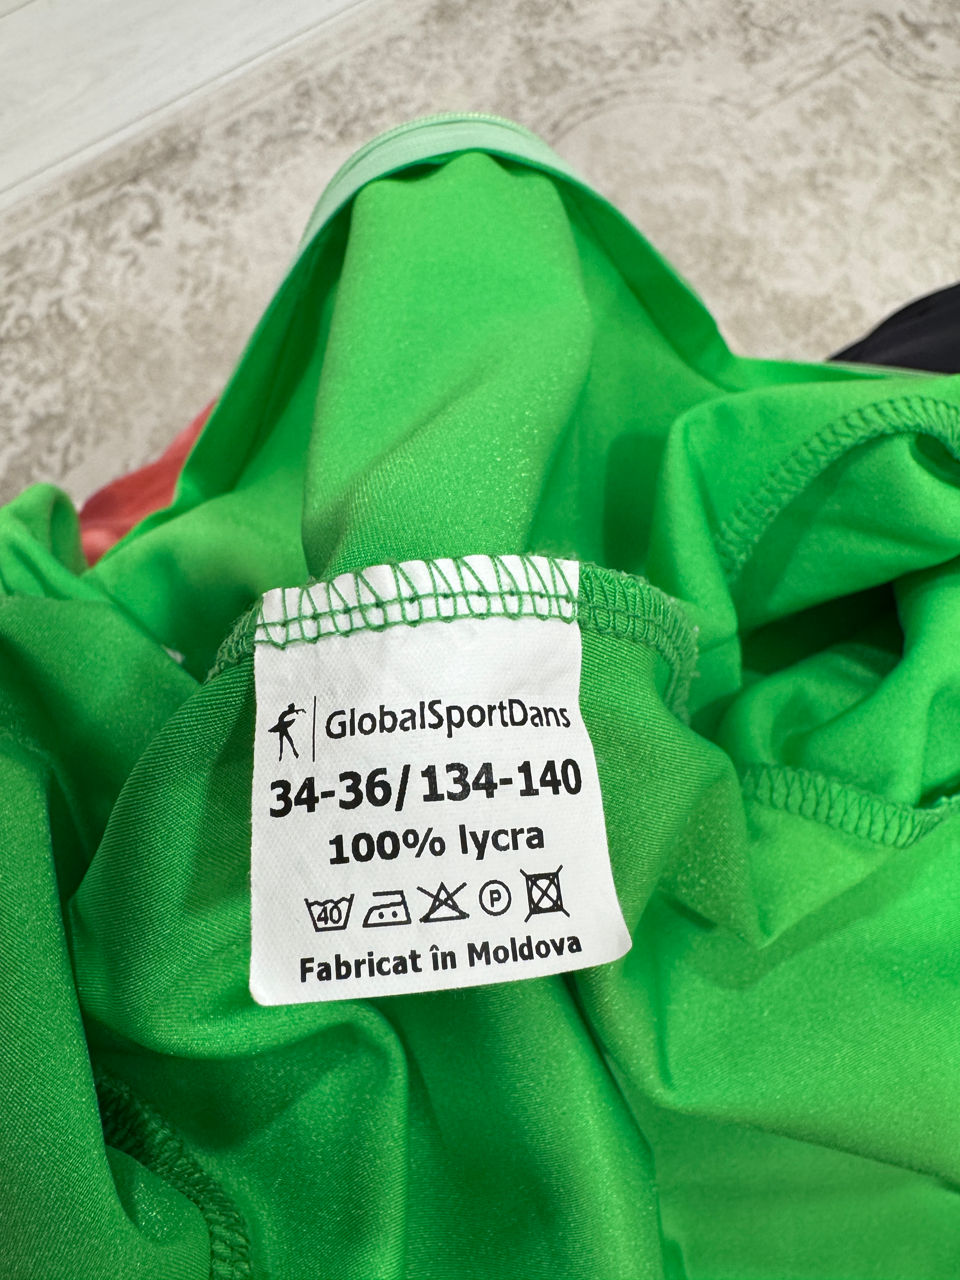 GlobalSportDans
34-36/134-140
100% lycra
40 P
Fabricat în Moldova